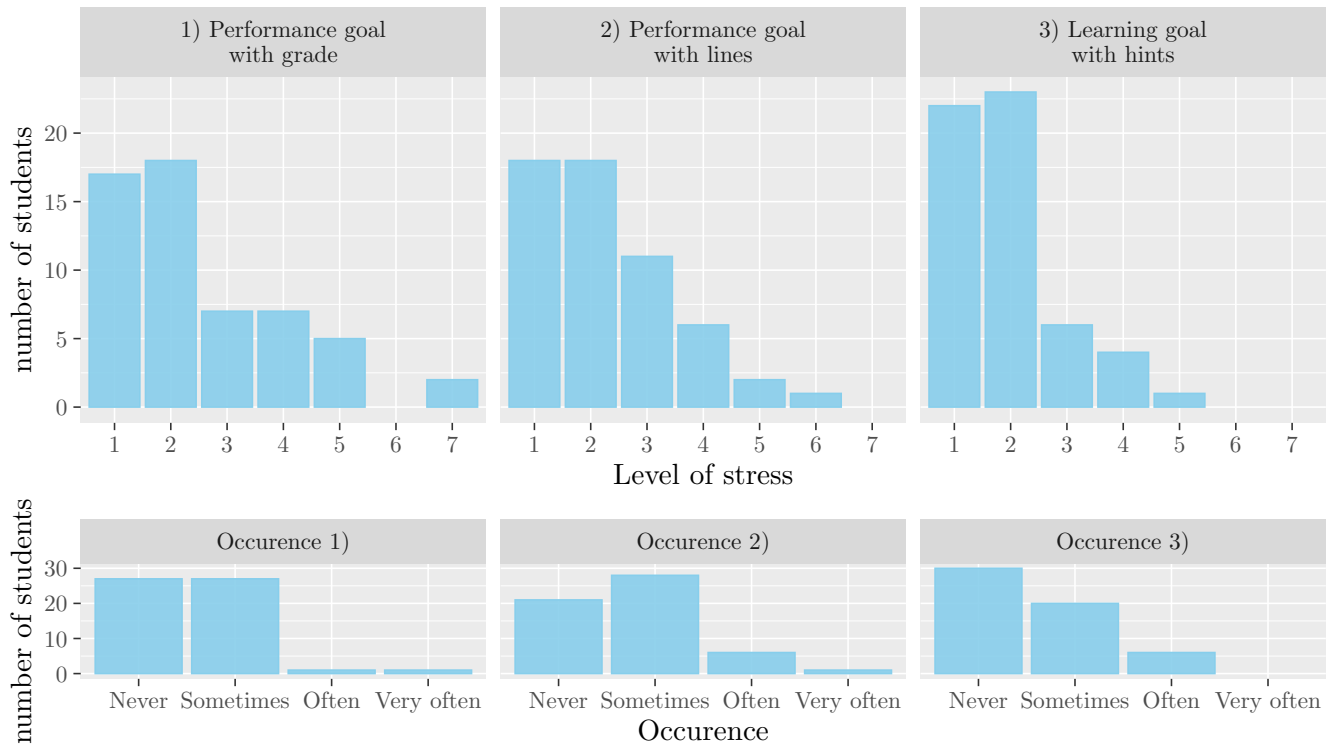 1) Performance goal
with grade
2) Performance goal
with lines
3) Learning goal
with hints
number of students
20
15
10
5
0
1 2 3 4 5 6 7
1 2 3 4 5 6 7
1 2 3 4 5 6 7
Level of stress
Occurence 1)
Occurence 2)
Occurence 3)
number of students
30
20
10
0
Never Sometimes Often Very often
Never Sometimes Often Very often
Never Sometimes Often Very often
Occurence